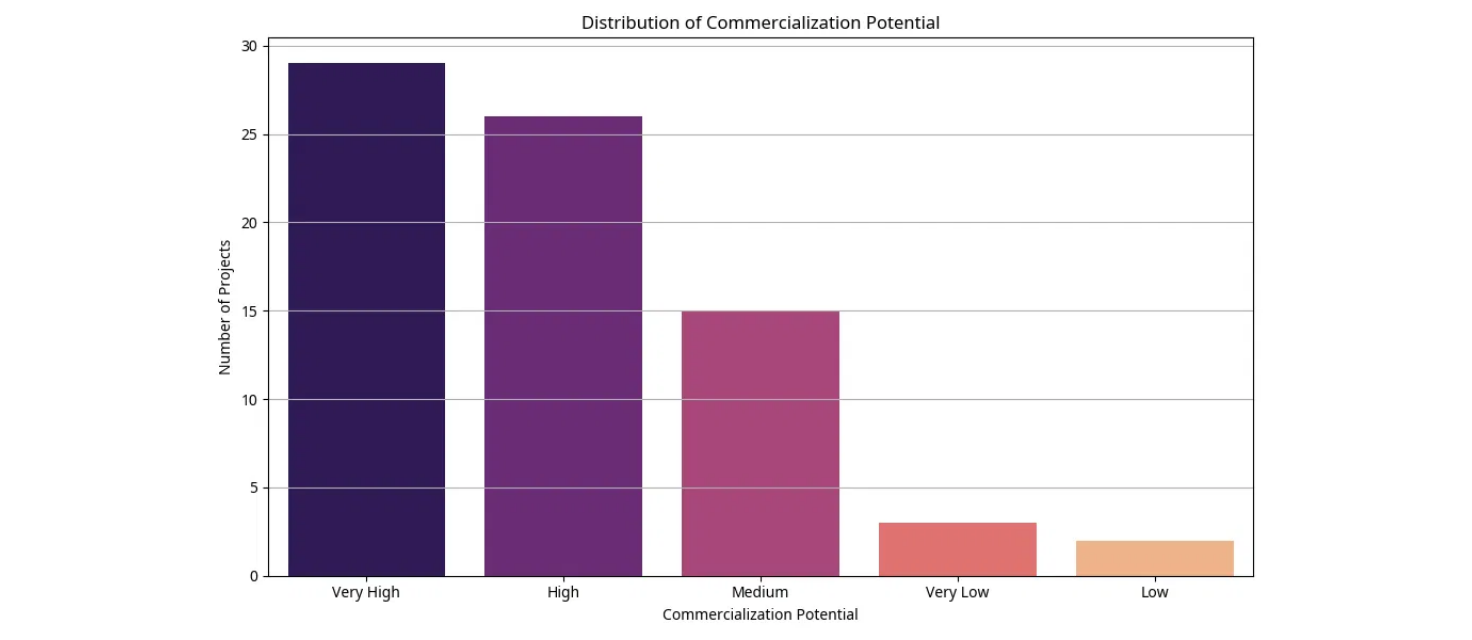 Distribution of Commercialization Potential
30
25
20
15
10
5
0
Number of Projects
Very High High Medium Very Low Low
Commercialization Potential